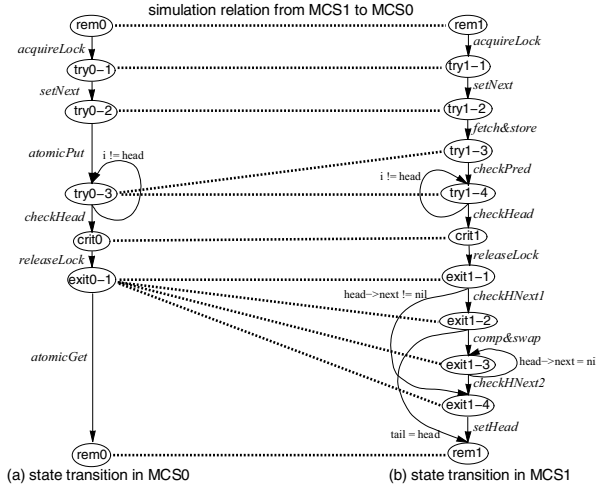 simulation relation from MCS1 to MCS0
rem0
rem1
acquireLock
acquireLock
try0−1
try1−1
setNext
setNext
try0−2
try1−2
fetch&store
atomicPut
i != head
try1−3
checkPred
i != head
try0−3
try1−4
checkHead
checkHead
crit0
crit1
releaseLock
releaseLock
exit0−1
exit1−1
head−>next != nil
checkHNext1
exit1−2
comp&swap
atomicGet
exit1−3
head−>next = ni
checkHNext2
exit1−4
setHead
tail = head
rem0
rem1
(a) state transition in MCS0
(b) state transition in MCS1